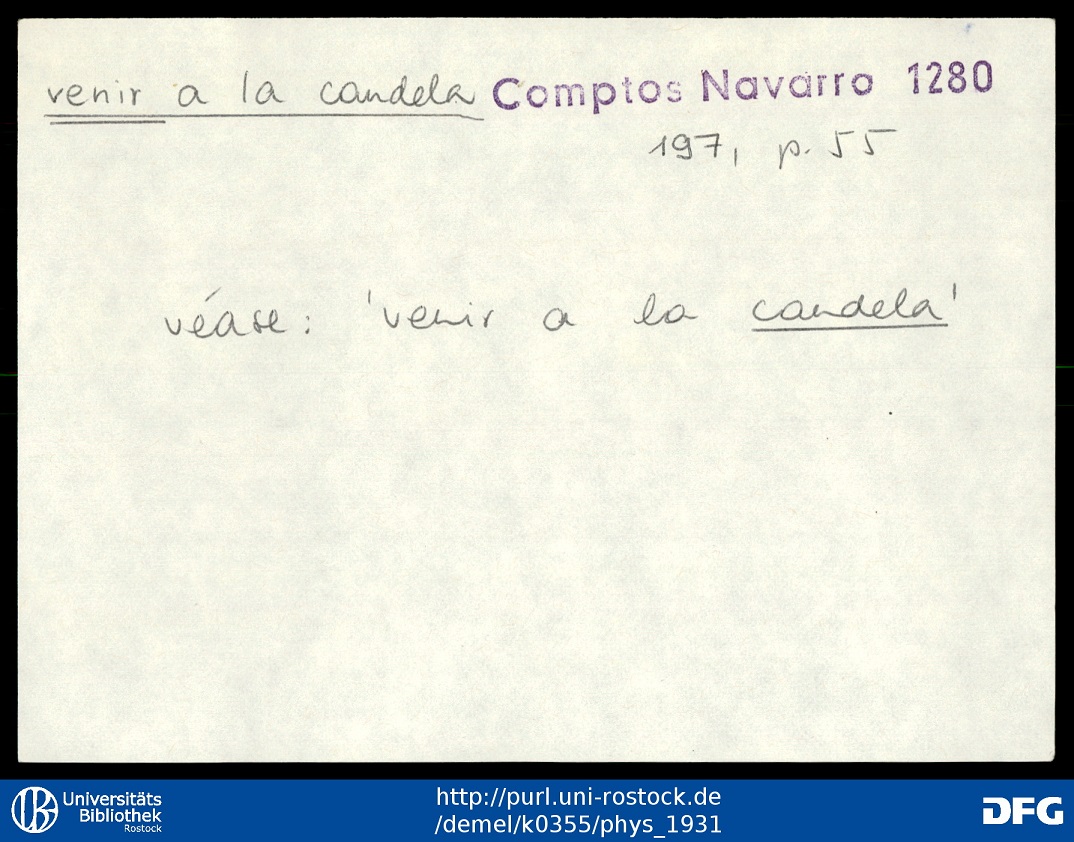 venir a la candela Comptos Navarro 1280
197, p. 55
véase: 'venir a la candela'
Universitäts
Bibliothek
Rostock
http://purl.uni-rostock.de
/demel/k0355/phys_1931
DFG